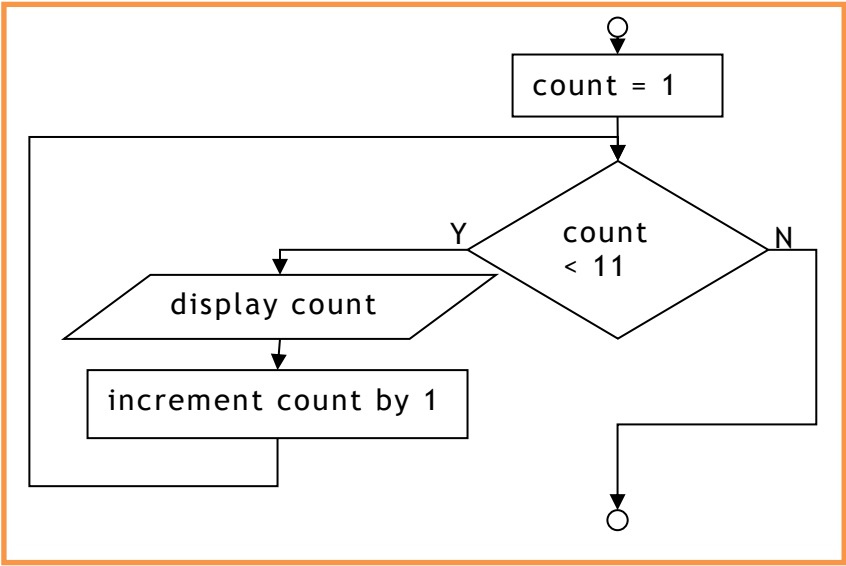 count = 1
Y
count
< 11
N
display count
increment count by 1